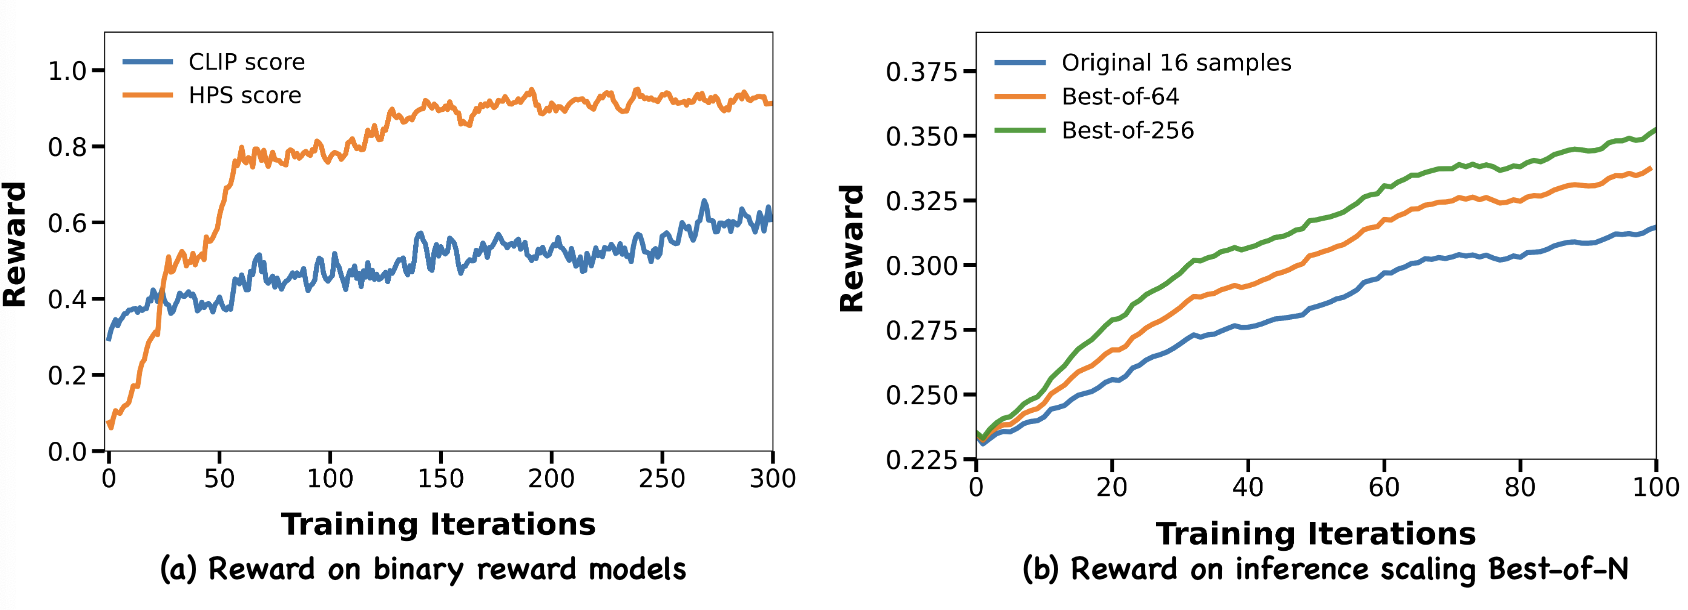 CLIP score
HPS score
1.0
0.8
0.6
0.4
0.2
0.0
Reward
0
50
100
150
200
250
300
Training Iterations
(a) Reward on binary reward models
Original 16 samples
Best-of-64
Best-of-256
0.375
0.350
0.325
0.300
0.275
0.250
0.225
Reward
0
20
40
60
80
100
Training Iterations
(b) Reward on inference scaling Best-of-N